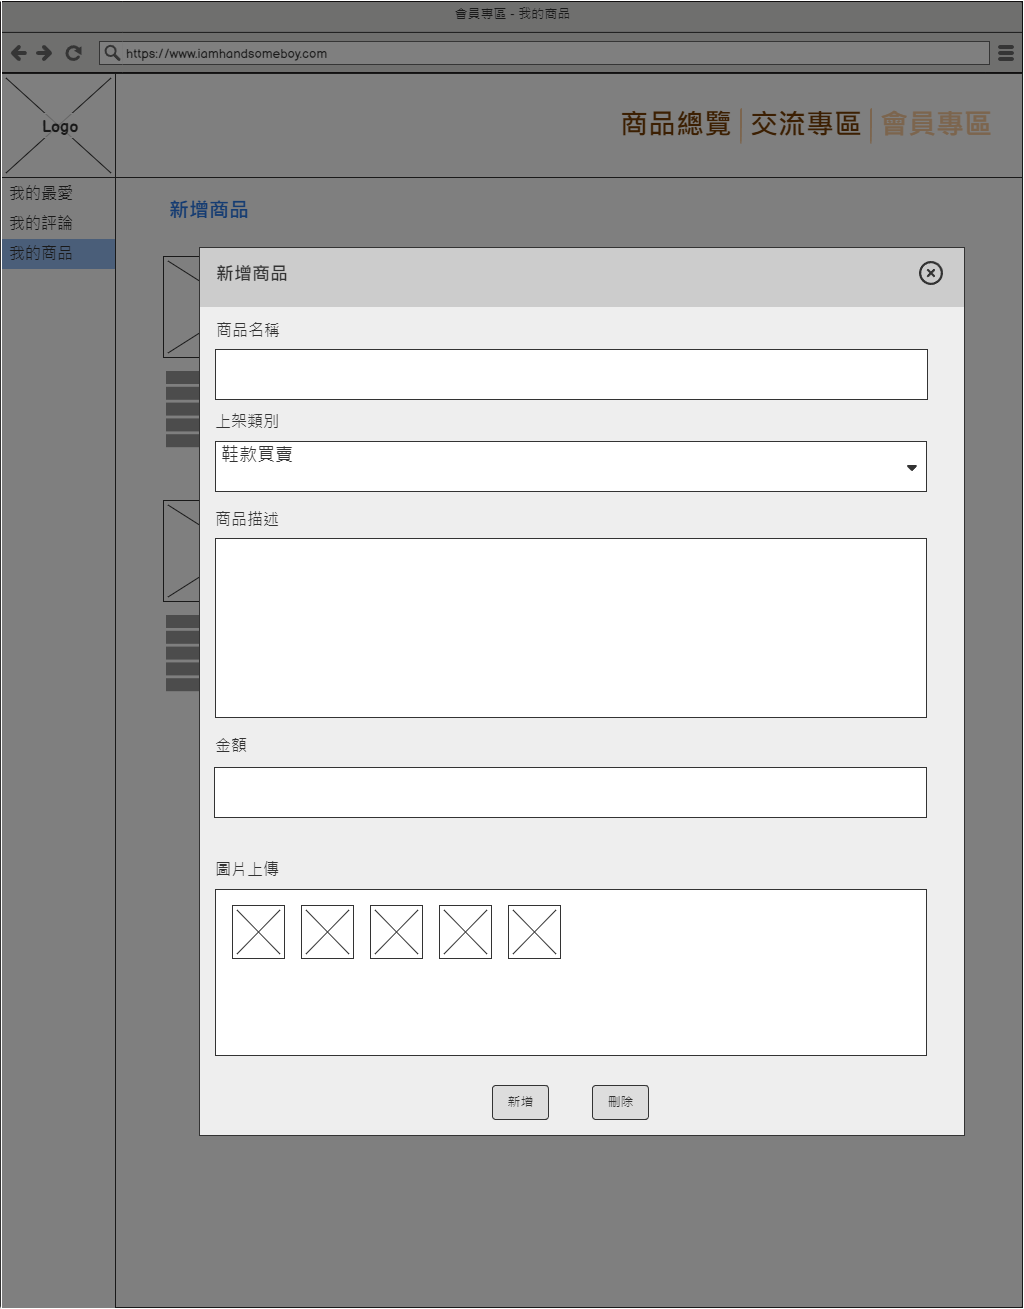 會員專區 - 我的商品
https://www.iamhandsomeboy.com
Logo
商品總覽 交流專區 會員專區
我的最愛
我的評論
我的商品
新增商品
新增商品
商品名稱
上架類別
鞋款買賣
商品描述
金額
圖片上傳
新增 刪除